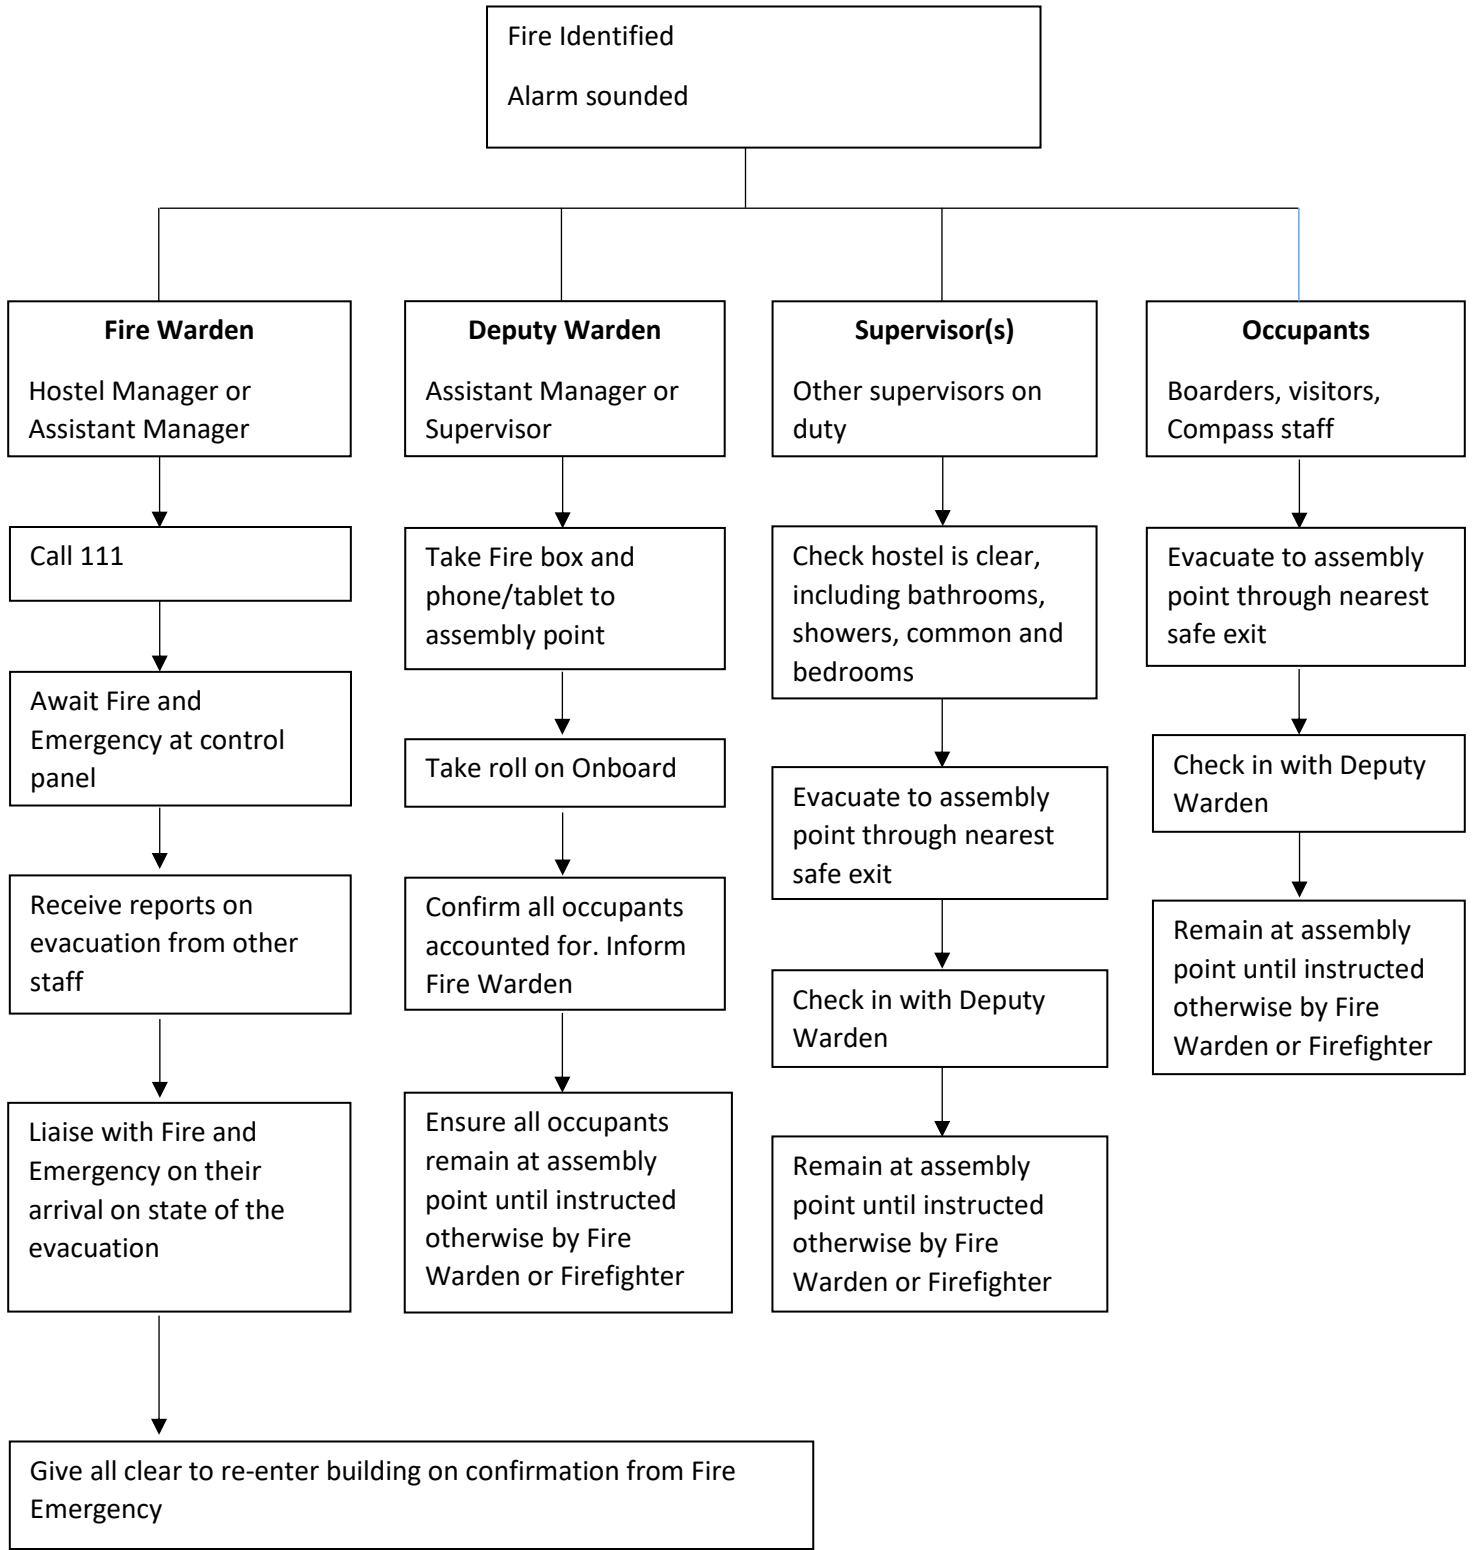 Fire Identified
Alarm sounded
Fire Warden
Hostel Manager or
Assistant Manager
Call 111
Await Fire and
Emergency at control
panel
Receive reports on
evacuation from other
staff
Liaise with Fire and
Emergency on their
arrival on state of the
evacuation
Give all clear to re-enter building on confirmation from Fire
Emergency
Deputy Warden
Assistant Manager or
Supervisor
Take Fire box and
phone/tablet to
assembly point
Take roll on Onboard
Confirm all occupants
accounted for. Inform
Fire Warden
Ensure all occupants
remain at assembly
point until instructed
otherwise by Fire
Warden or Firefighter
Supervisor(s)
Other supervisors on
duty
Check hostel is clear,
including bathrooms,
showers, common and
bedrooms
Evacuate to assembly
point through nearest
safe exit
Check in with Deputy
Warden
Remain at assembly
point until instructed
otherwise by Fire
Warden or Firefighter
Occupants
Boarders, visitors,
Compass staff
Evacuate to assembly
point through nearest
safe exit
Check in with Deputy
Warden
Remain at assembly
point until instructed
otherwise by Fire
Warden or Firefighter